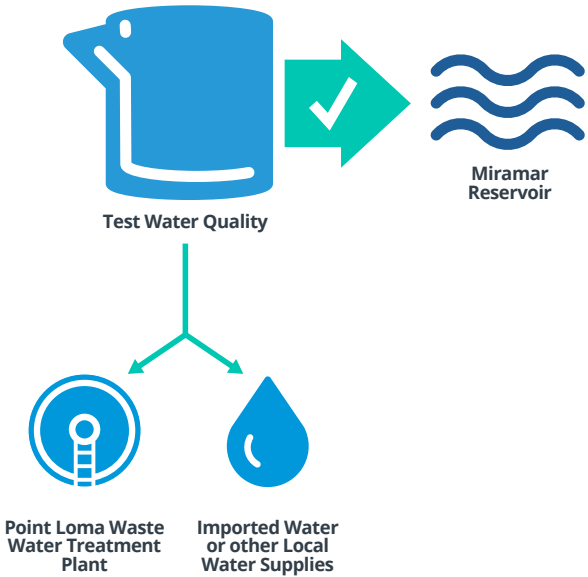 Test Water Quality
Miramar
Reservoir
Point Loma Waste
Water Treatment
Plant
Imported Water
or other Local
Water Supplies